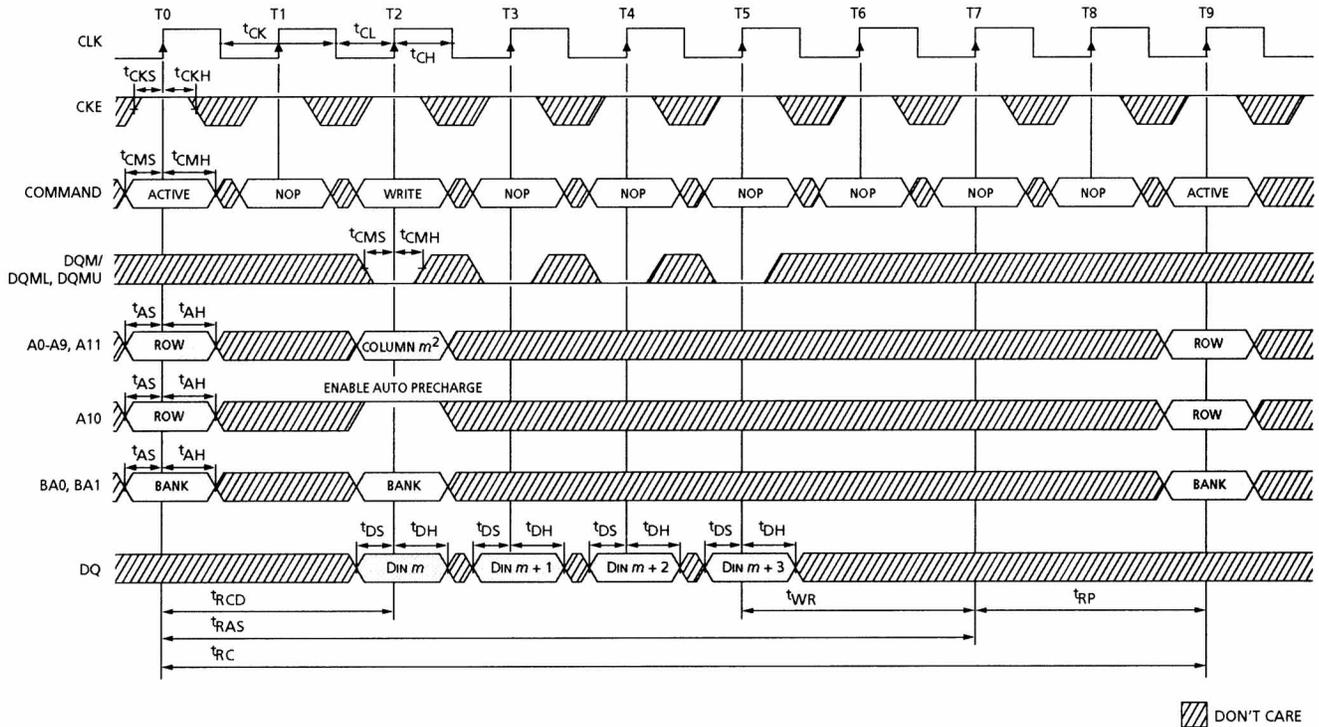 T0 T1 T2 T3 T4 T5 T6 T7 T8 T9
CLK tCK tCL tCH
tCKS tCKH
CKE
tCMS tCMH
COMMAND ACTIVE NOP WRITE NOP NOP NOP NOP NOP NOP ACTIVE
tCMS tCMH
DQM/
DQML, DQMU
tAS tAH
A0-A9, A11 ROW COLUMN m2 ROW
tAS tAH ENABLE AUTO PRECHARGE
A10 ROW ROW
tAS tAH
BA0, BA1 BANK BANK BANK
tDS tDH tDS tDH tDS tDH tDS tDH
DQ DIN m DIN m + 1 DIN m + 2 DIN m + 3
tRCD tWR tRP
tRAS
tRC
DON'T CARE